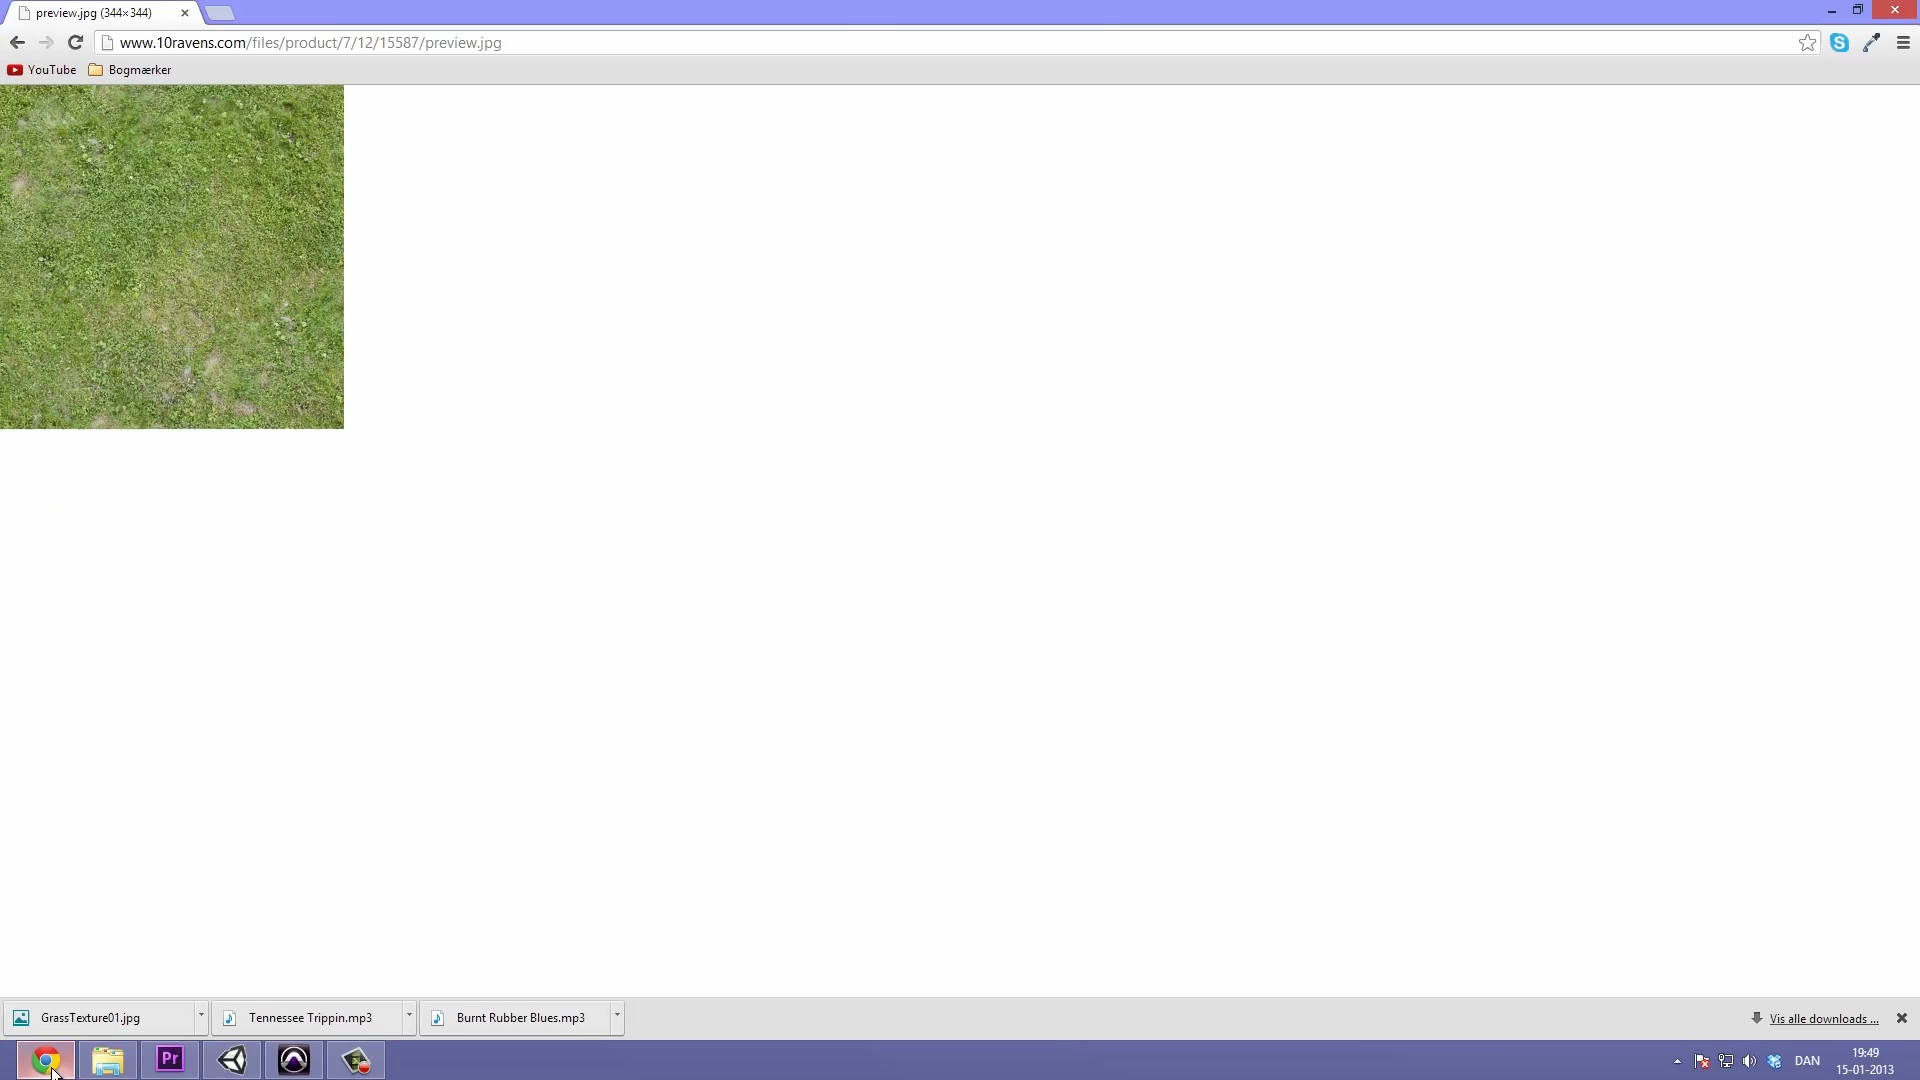 preview.jpg (344×344)
www.10ravens.com/files/product/7/12/15587/preview.jpg
YouTube
Bogmærker
GrassTexture01.jpg
Tennessee Trippin.mp3
Burnt Rubber Blues.mp3
Vis alle downloads ...
Pr
DAN
19:49
15-01-2013